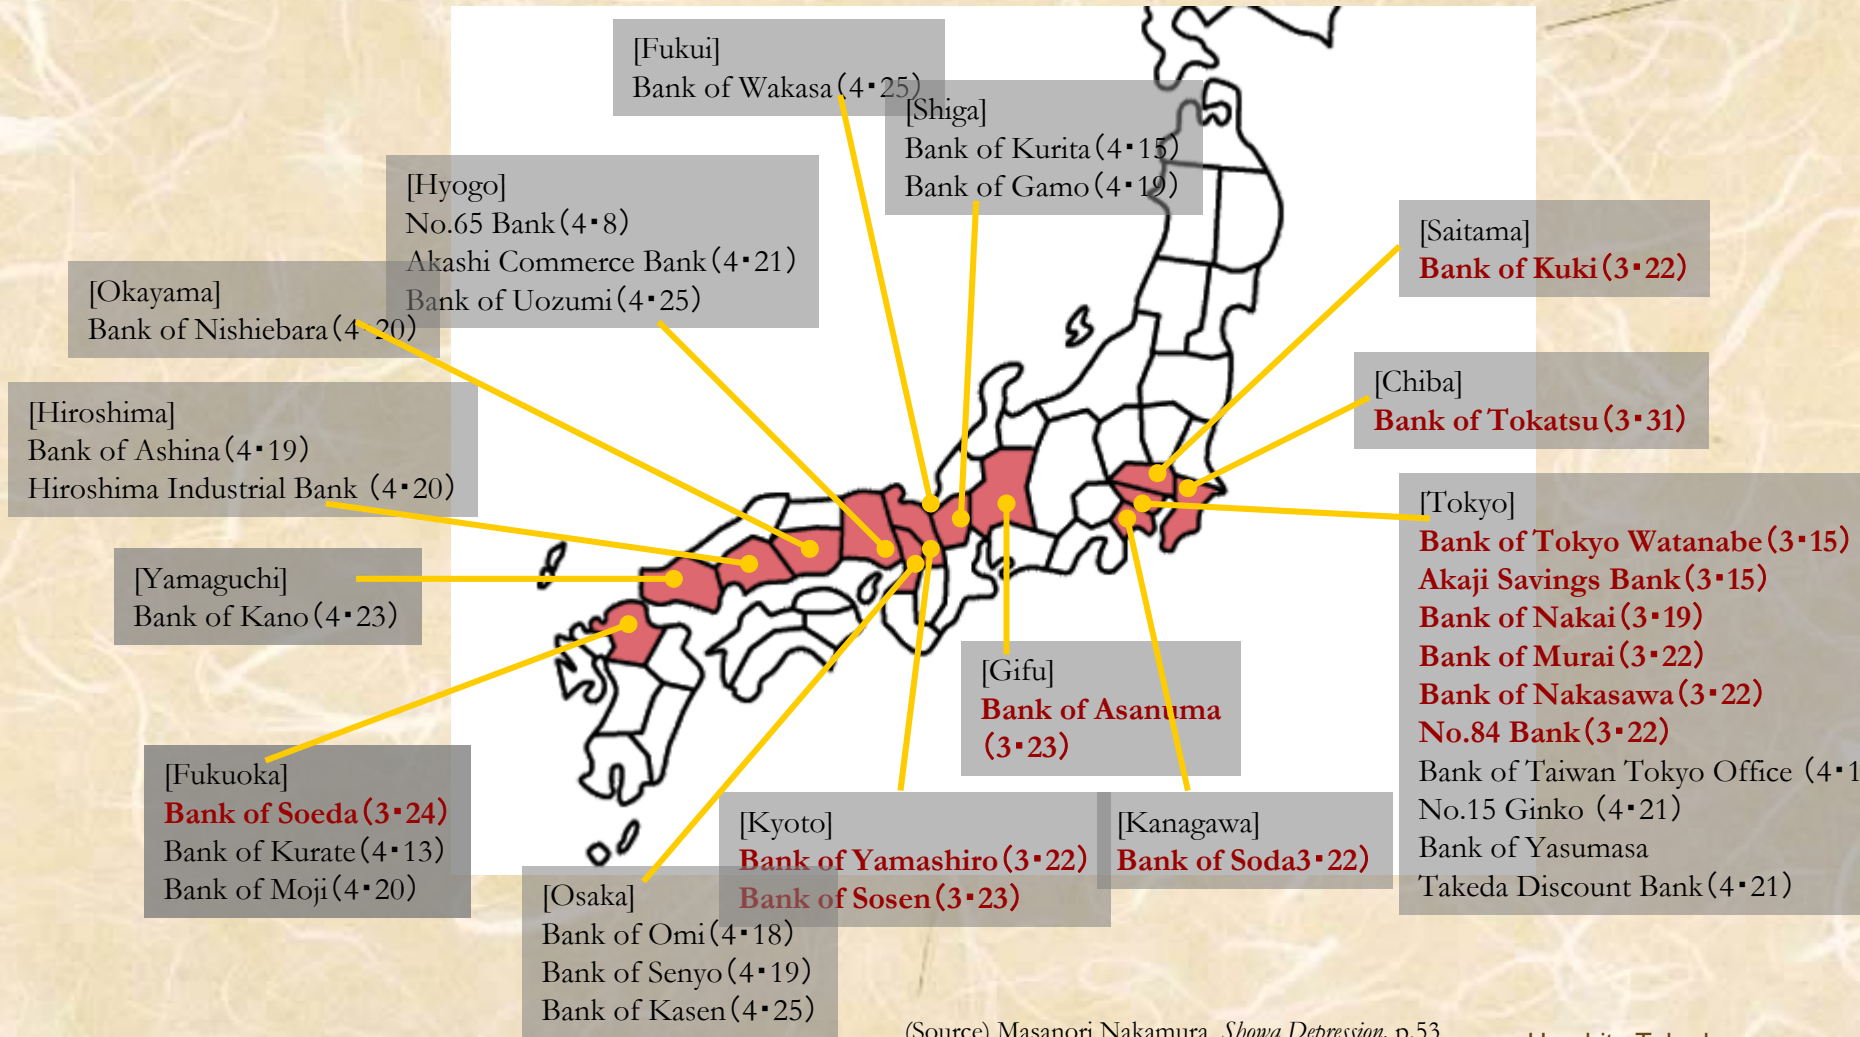 [Fukui]
Bank of Wakasa(4▪25)
[Shiga]
Bank of Kurita(4▪15)
Bank of Gamo(4▪19)
[Hyogo]
No.65 Bank(4▪8)
Akashi Commerce Bank(4▪21)
Bank of Uozumi(4▪25)
[Okayama]
Bank of Nishiebara(4▪20)
[Hiroshima]
Bank of Ashina(4▪19)
Hiroshima Industrial Bank (4▪20)
[Yamaguchi]
Bank of Kano(4▪23)
[Fukuoka]
Bank of Soeda(3▪24)
Bank of Kurate(4▪13)
Bank of Moji(4▪20)
[Osaka]
Bank of Omi(4▪18)
Bank of Senyo(4▪19)
Bank of Kasen(4▪25)
[Kyoto]
Bank of Yamashiro(3▪22)
Bank of Sosen(3▪23)
[Gifu]
Bank of Asanuma
(3▪23)
[Kanagawa]
Bank of Soda3▪22)
[Saitama]
Bank of Kuki(3▪22)
[Chiba]
Bank of Tokatsu(3▪31)
[Tokyo]
Bank of Tokyo Watanabe(3▪15)
Akaji Savings Bank(3▪15)
Bank of Nakai(3▪19)
Bank of Murai(3▪22)
Bank of Nakasawa(3▪22)
No.84 Bank(3▪22)
Bank of Taiwan Tokyo Office (4▪1
No.15 Ginko (4▪21)
Bank of Yasumasa
Takeda Discount Bank(4▪21)
(Source) Masanori Nakamura, Showa Depression, p.53